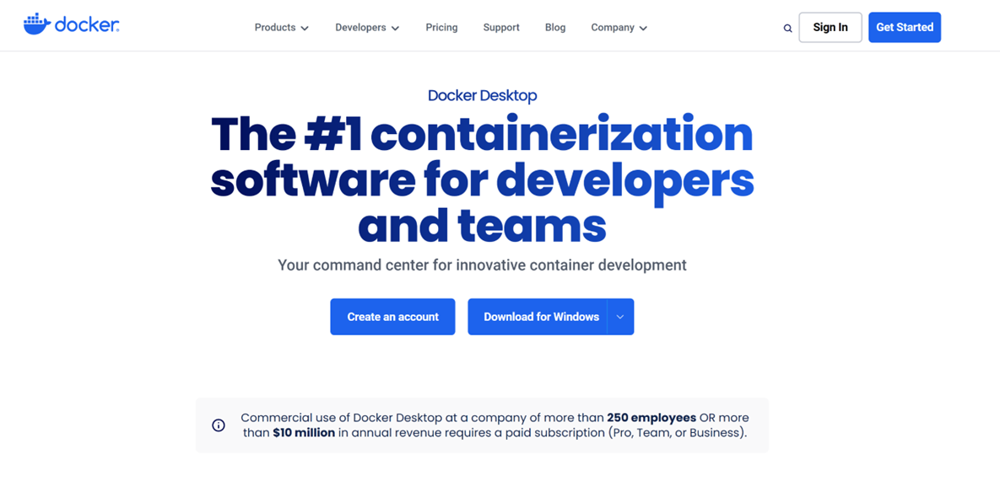 docker
Products
Developers
Pricing
Support
Blog
Company
Sign In
Get Started
Docker Desktop
The #1 containerization
software for developers
and teams
Your command center for innovative container development
Create an account
Download for Windows
Commercial use of Docker Desktop at a company of more than 250 employees OR more
than $10 million in annual revenue requires a paid subscription (Pro, Team, or Business).